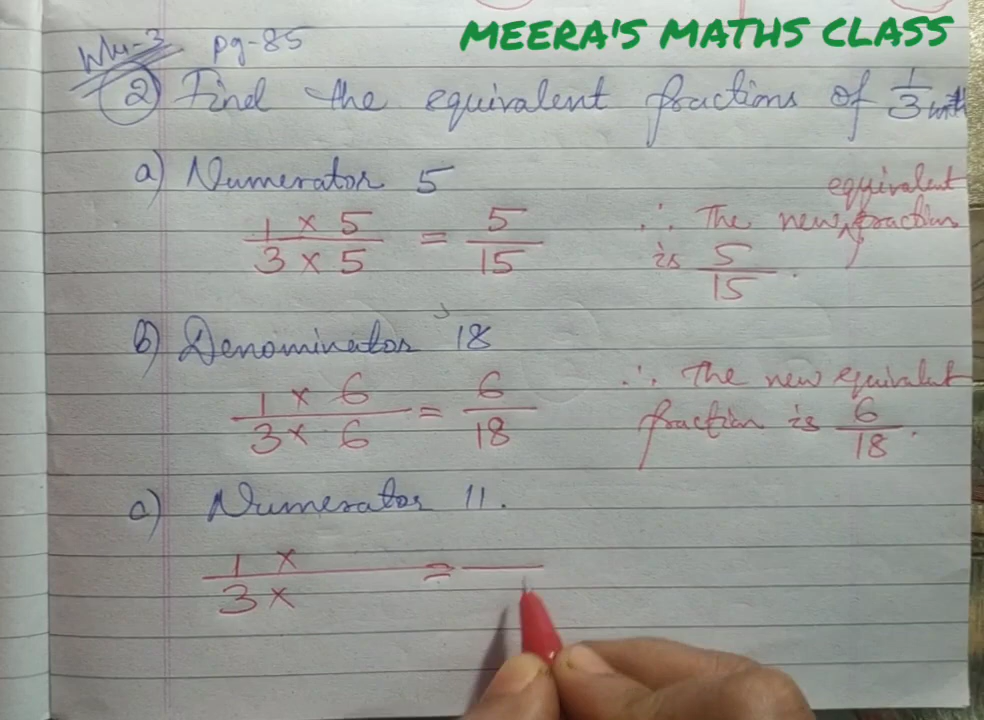 MEERA'S MATHS CLASS
pg-85
② Find the equivalent fractions of 1/3 with
a) Numerator 5
1 × 5 / 3 × 5 = 5/15 ∴ The new equivalent fraction is 5/15.
b) Denominator 18
1 × 6 / 3 × 6 = 6/18 ∴ The new equivalent fraction is 6/18.
c) Numerator 11.
1 × / 3 × =